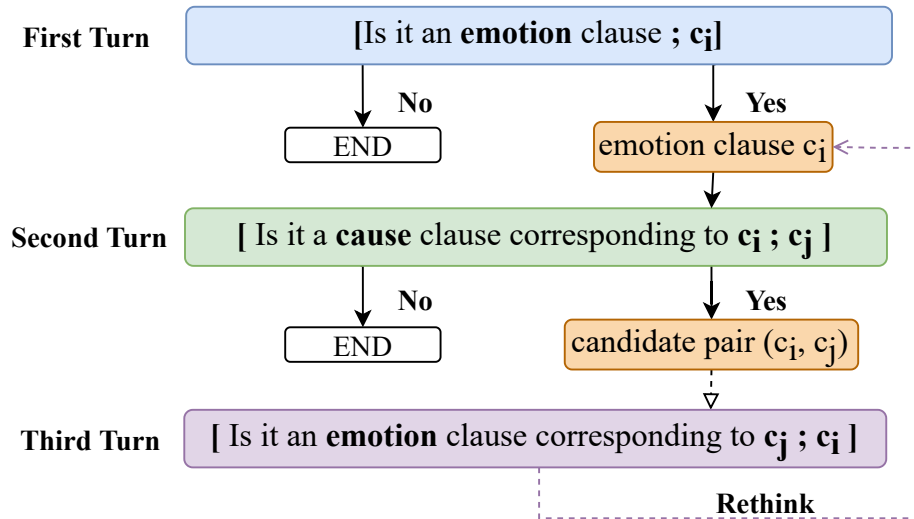 First Turn
[Is it an emotion clause ; ci]
No
Yes
END
emotion clause ci
Second Turn
[ Is it a cause clause corresponding to ci ; cj ]
No
Yes
END
candidate pair (ci, cj)
Third Turn
[ Is it an emotion clause corresponding to cj ; ci ]
Rethink